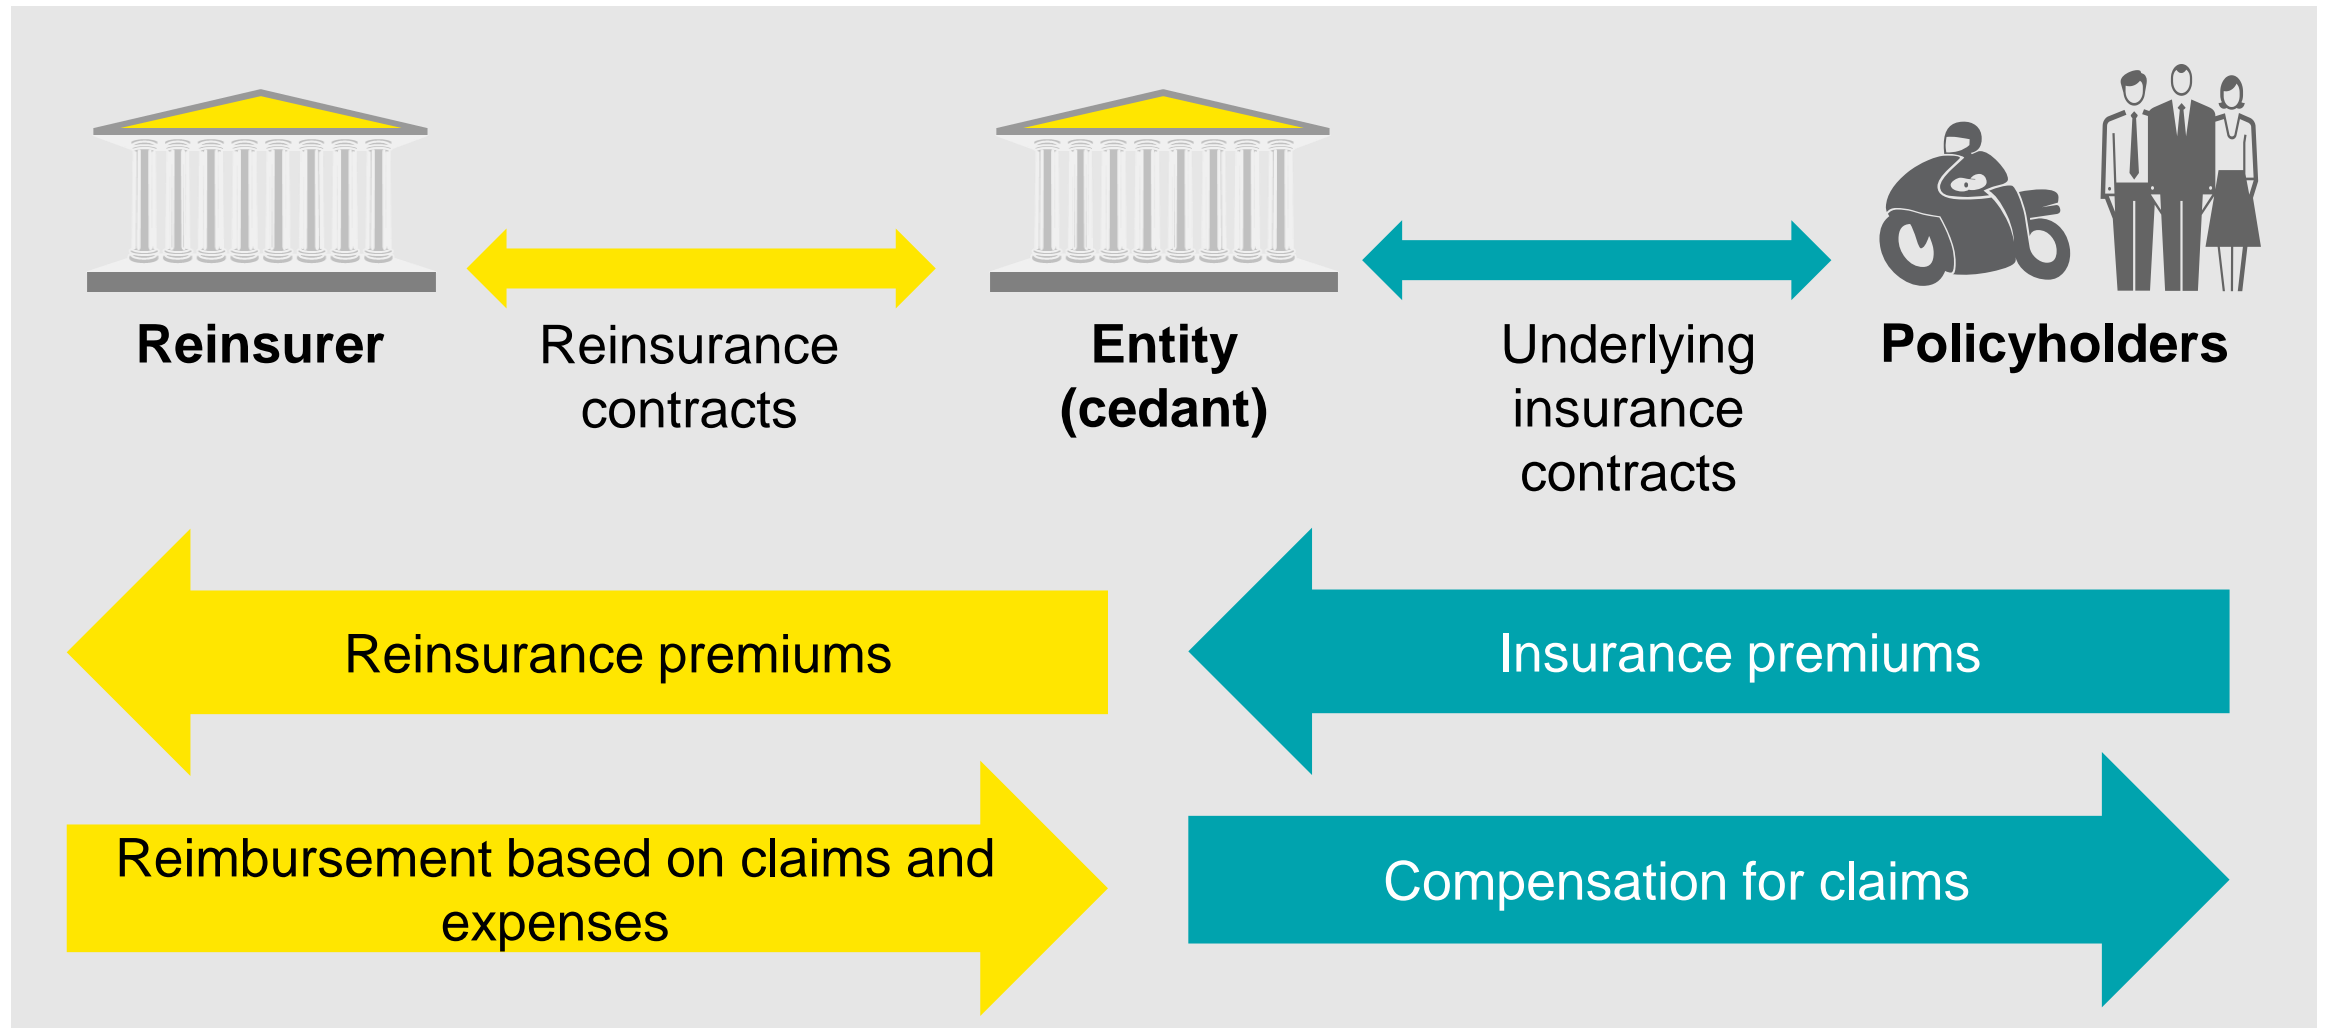 Reinsurer
Reinsurance
contracts
Entity
(cedant)
Underlying
insurance
contracts
Policyholders
Reinsurance premiums
Insurance premiums
Reimbursement based on claims and
expenses
Compensation for claims